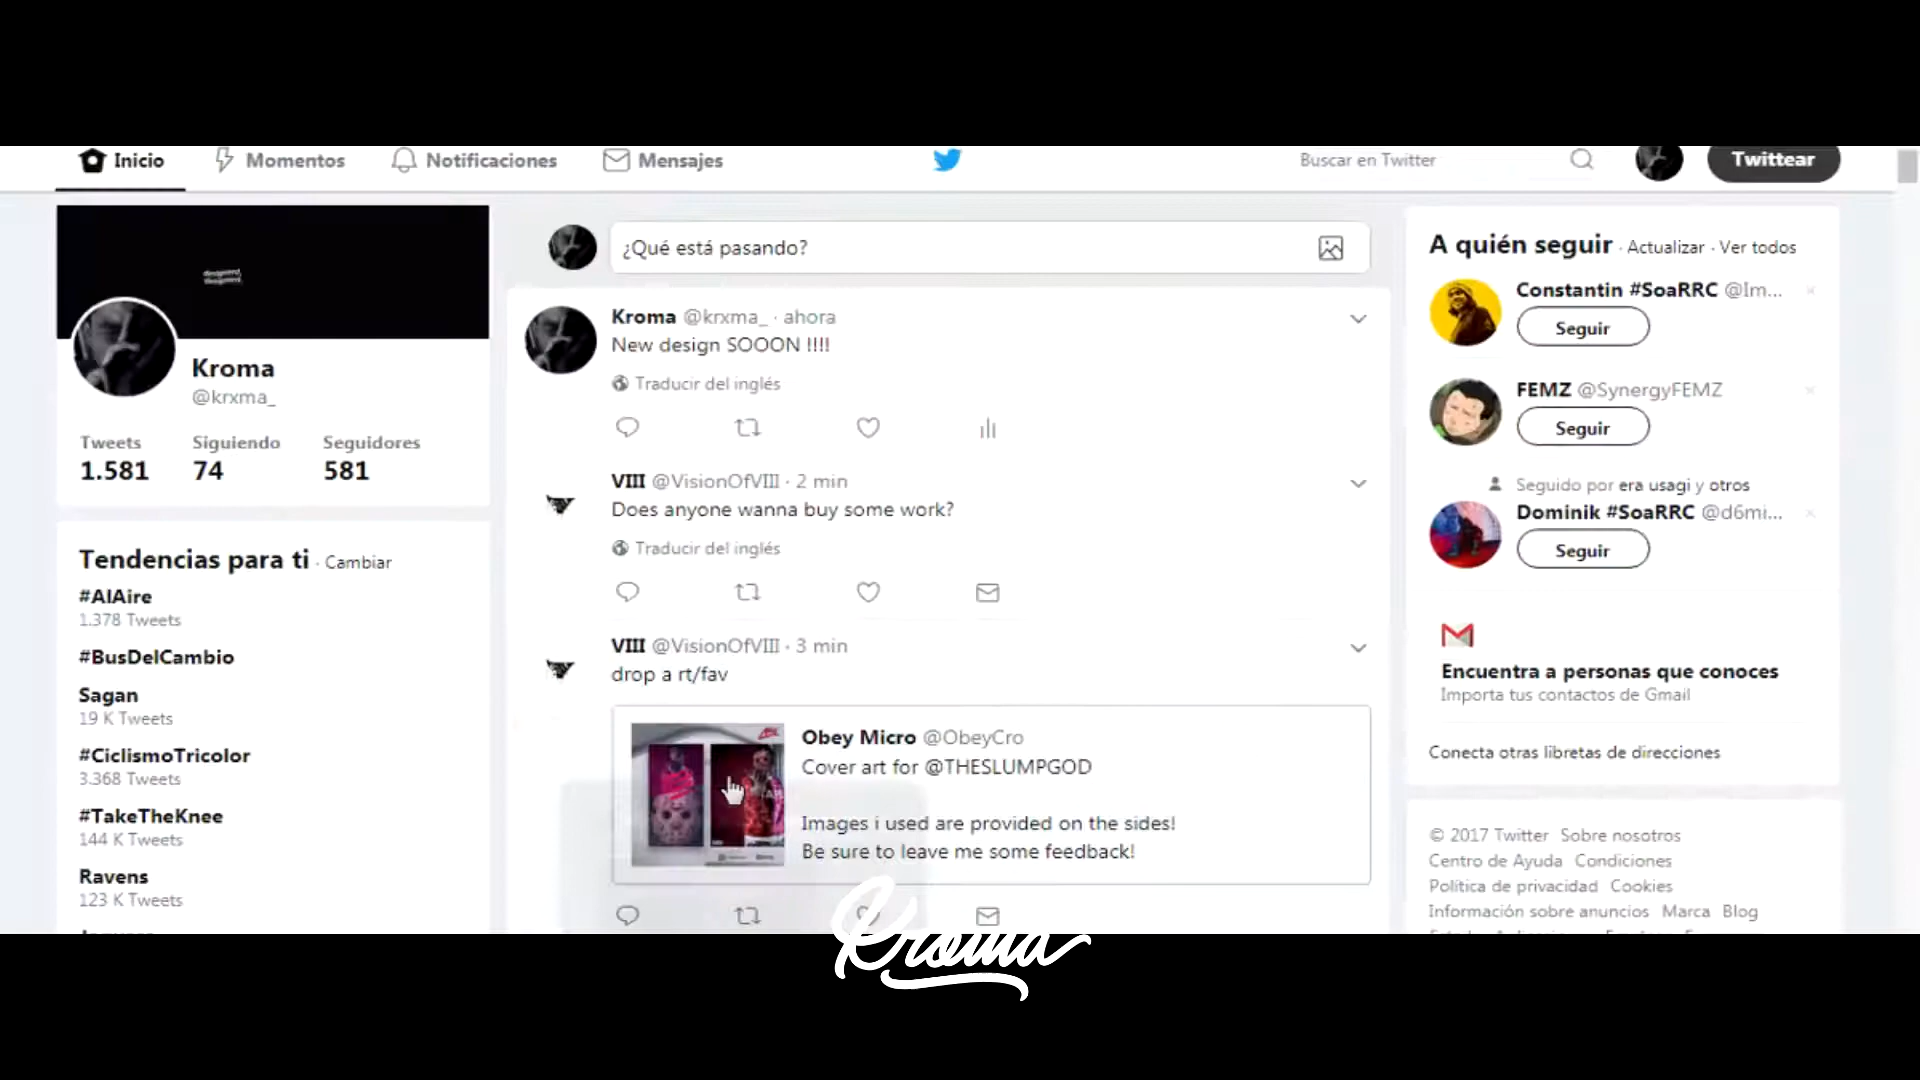 Inicio
Momentos
Notificaciones
Mensajes
Buscar en Twitter
Twittear
Kroma
@krxma_
Tweets Siguiendo Seguidores
1.581 74 581
Tendencias para ti · Cambiar
#AlAire
1.378 Tweets
#BusDelCambio
Sagan
19 K Tweets
#CiclismoTricolor
3.368 Tweets
#TakeTheKnee
144 K Tweets
Ravens
123 K Tweets
¿Qué está pasando?
Kroma @krxma_ · ahora
New design SOOON !!!!
Traducir del inglés
VIII @VisionOfVIII · 2 min
Does anyone wanna buy some work?
Traducir del inglés
VIII @VisionOfVIII · 3 min
drop a rt/fav
Obey Micro @ObeyCro
Cover art for @THESLUMPGOD
Images i used are provided on the sides!
Be sure to leave me some feedback!
A quién seguir · Actualizar · Ver todos
Constantin #SoaRRC @Im...
Seguir
FEMZ @SynergyFEMZ
Seguir
Seguido por era usagi y otros
Dominik #SoaRRC @d6mi...
Seguir
Encuentra a personas que conoces
Importa tus contactos de Gmail
Conecta otras libretas de direcciones
© 2017 Twitter Sobre nosotros
Centro de Ayuda Condiciones
Política de privacidad Cookies
Información sobre anuncios Marca Blog
Kroma